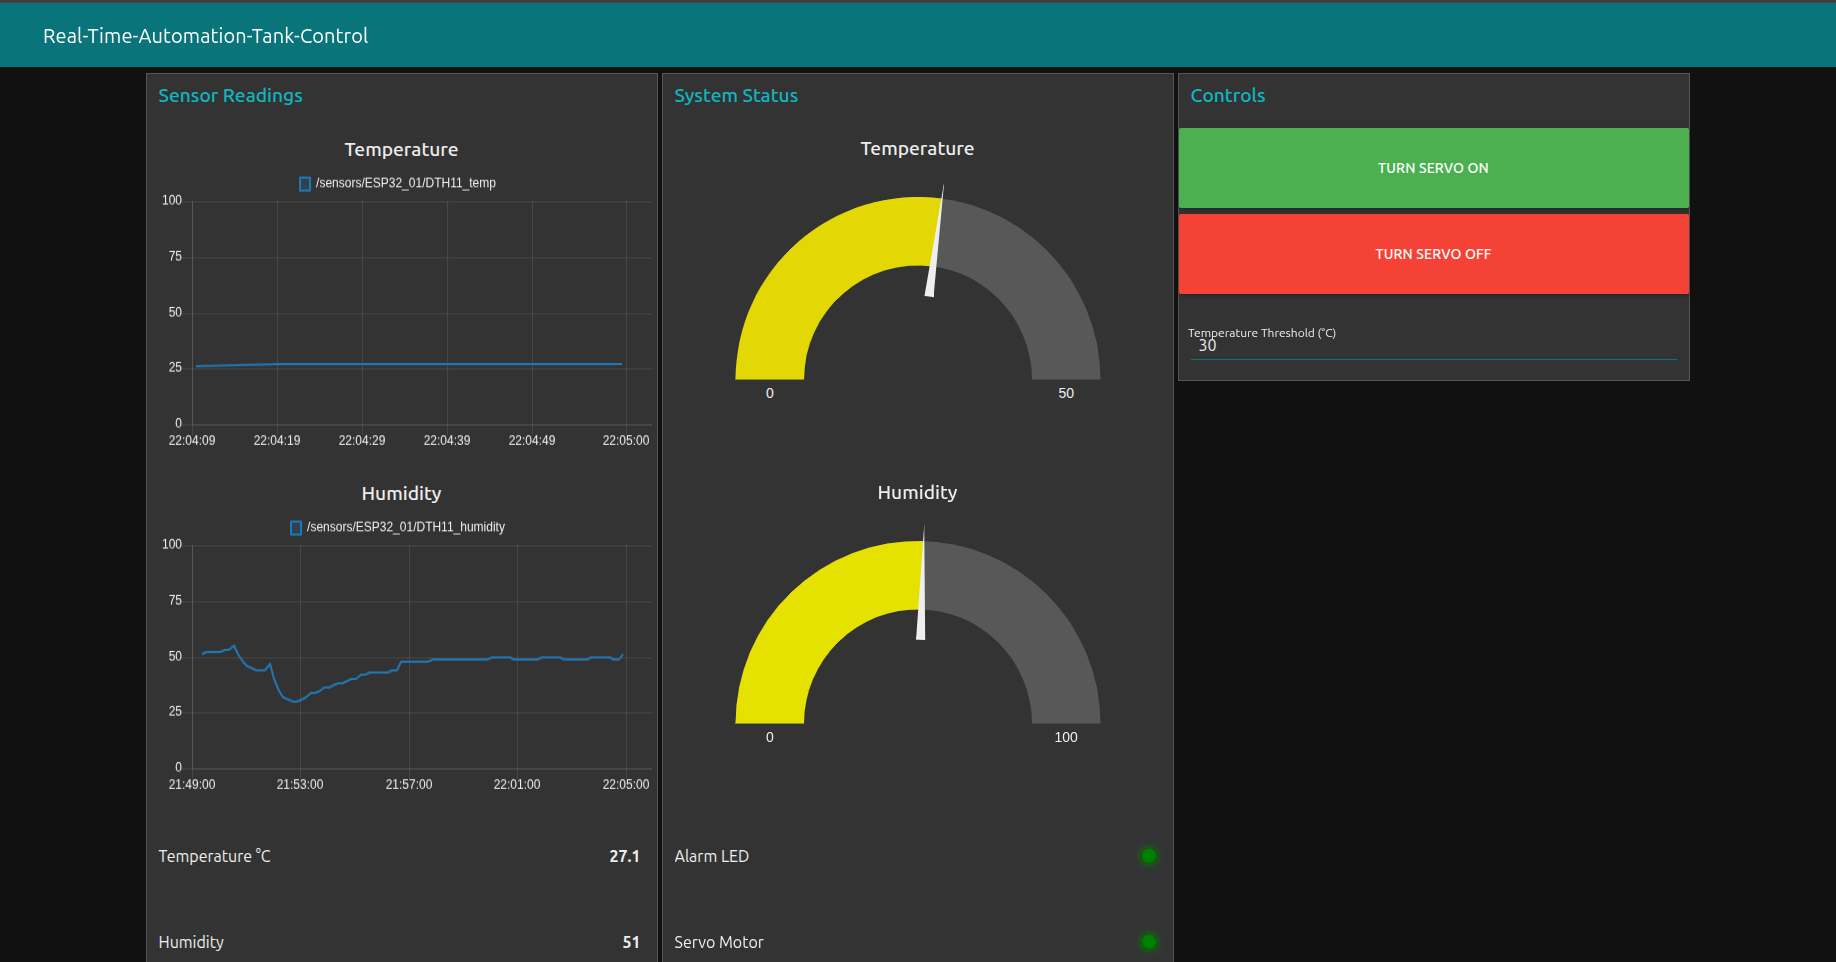 Real-Time-Automation-Tank-Control
Sensor Readings
Temperature
/sensors/ESP32_01/DTH11_temp
100
75
50
25
0
22:04:09 22:04:19 22:04:29 22:04:39 22:04:49 22:05:00
Humidity
/sensors/ESP32_01/DTH11_humidity
100
75
50
25
0
21:49:00 21:53:00 21:57:00 22:01:00 22:05:00
Temperature °C 27.1
Humidity 51
System Status
Temperature
0 50
Humidity
0 100
Alarm LED
Servo Motor
Controls
TURN SERVO ON
TURN SERVO OFF
Temperature Threshold (°C)
30